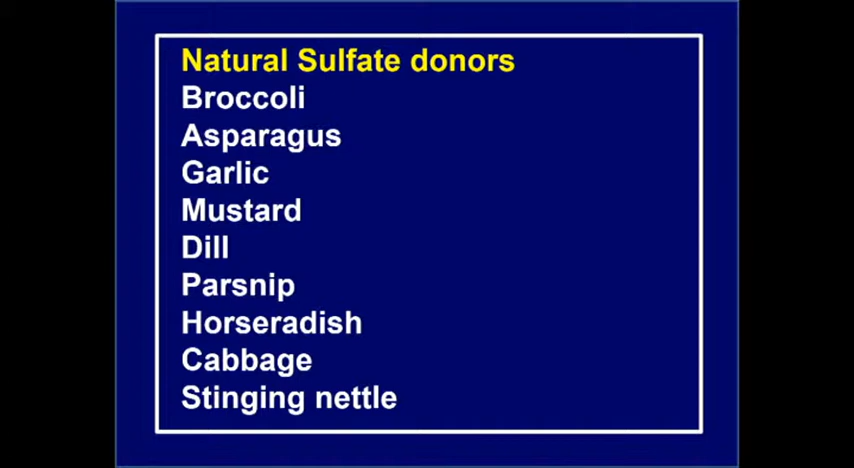 Natural Sulfate donors
Broccoli
Asparagus
Garlic
Mustard
Dill
Parsnip
Horseradish
Cabbage
Stinging nettle